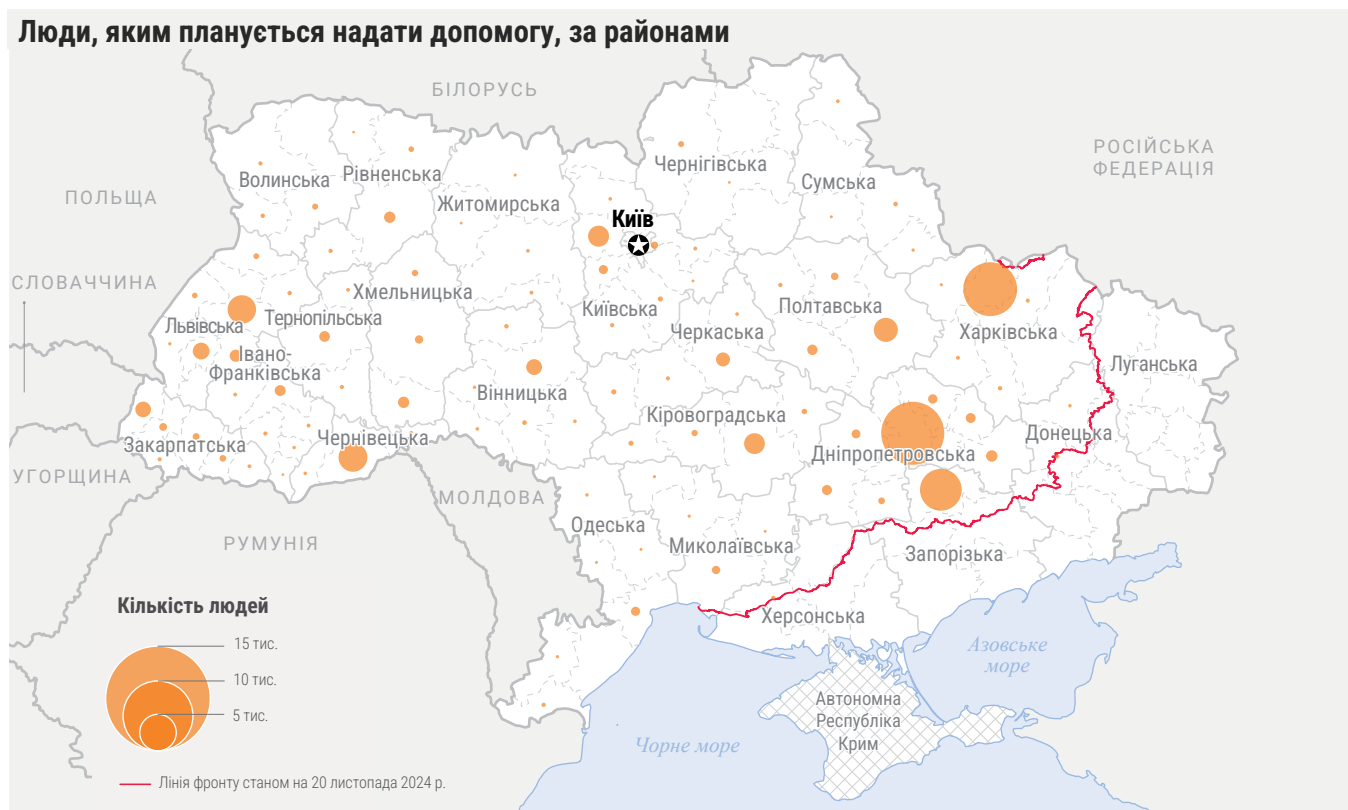 Люди, яким планується надати допомогу, за районами
БІЛОРУСЬ
РОСІЙСЬКА
ФЕДЕРАЦІЯ
ПОЛЬЩА
СЛОВАЧЧИНА
УГОРЩИНА
РУМУНІЯ
МОЛДОВА
Волинська
Рівненська
Житомирська
Київ
Чернігівська
Сумська
Львівська
Тернопільська
Хмельницька
Київська
Черкаська
Полтавська
Харківська
Луганська
Івано-
Франківська
Закарпатська
Чернівецька
Вінницька
Кіровоградська
Дніпропетровська
Донецька
Одеська
Миколаївська
Запорізька
Херсонська
Азовське
море
Автономна
Республіка
Крим
Чорне море
Кількість людей
15 тис.
10 тис.
5 тис.
Лінія фронту станом на 20 листопада 2024 р.